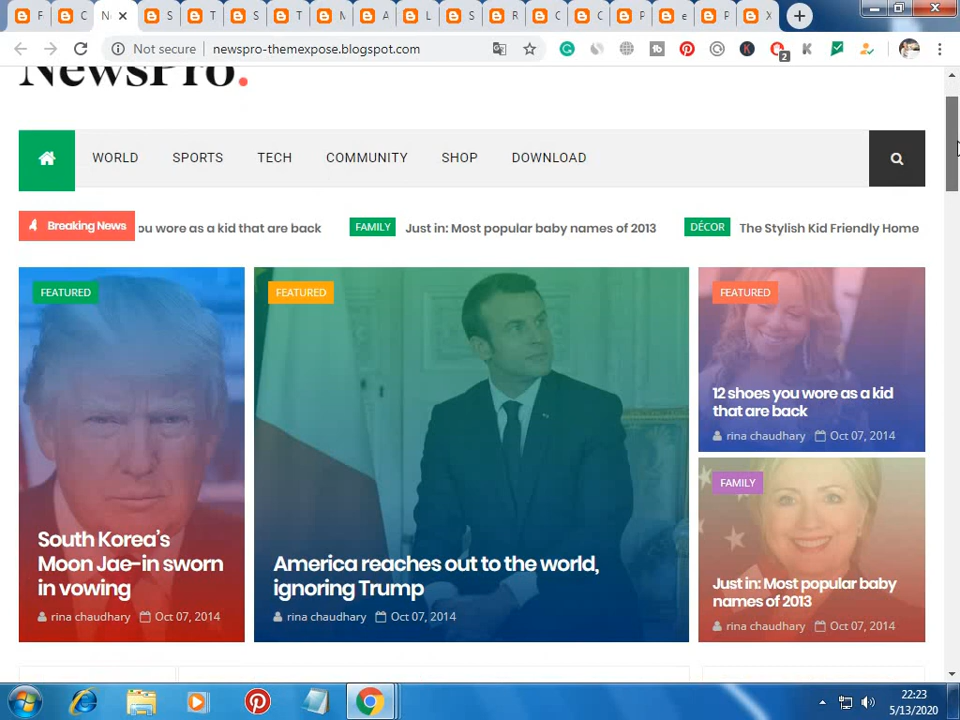 F
C
N
S
T
S
T
M
A
L
S
R
C
C
P
e
P
X
Not secure
newspro-themexpose.blogspot.com
2
NewsPro.
WORLD SPORTS TECH COMMUNITY SHOP DOWNLOAD
Breaking News ou wore as a kid that are back FAMILY Just in: Most popular baby names of 2013 DÉCOR The Stylish Kid Friendly Home
FEATURED
South Korea's
Moon Jae-in sworn
in vowing
rina chaudhary Oct 07, 2014
FEATURED
America reaches out to the world,
ignoring Trump
rina chaudhary Oct 07, 2014
FEATURED
12 shoes you wore as a kid
that are back
rina chaudhary Oct 07, 2014
FAMILY
Just in: Most popular baby
names of 2013
rina chaudhary Oct 07, 2014
22:23
5/13/2020